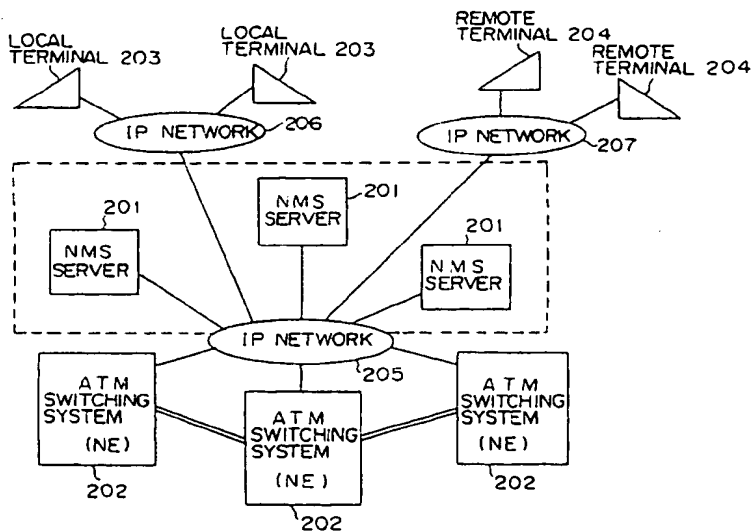 LOCAL
TERMINAL 203
LOCAL
TERMINAL 203
REMOTE
TERMINAL 204
REMOTE
TERMINAL 204
IP NETWORK
206
IP NETWORK
207
201
NMS
SERVER
201
NMS
SERVER
201
NMS
SERVER
IP NETWORK
205
ATM
SWITCHING
SYSTEM
(NE)
202
ATM
SWITCHING
SYSTEM
(NE)
202
ATM
SWITCHING
SYSTEM
(NE)
202